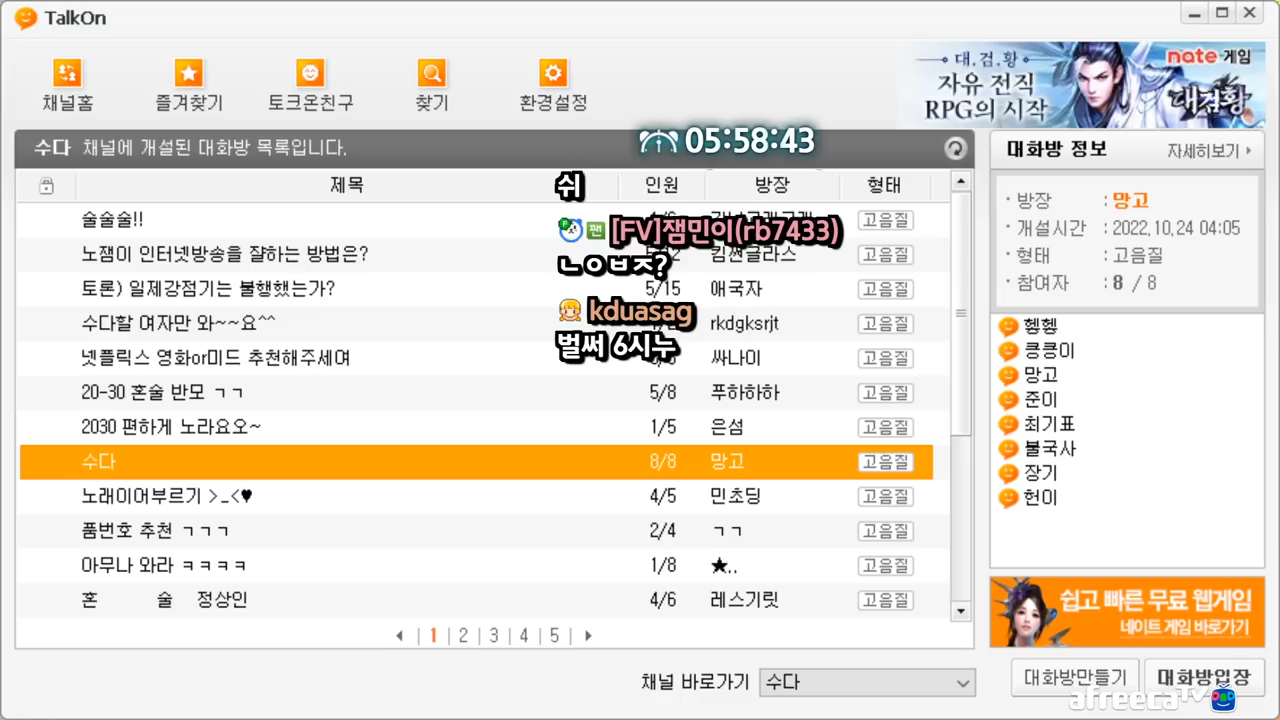 TalkOn
채널홈
즐겨찾기
토크온친구
찾기
환경설정
대.검.황
자유 전직
RPG의 시작
nate 게임
대검황
수다 채널에 개설된 대화방 목록입니다.
05:58:43
제목 인원 방장 형태
쉬
술술술!! 고음질
[FV]잼민이(rb7433)
노잼이 인터넷방송을 쟐하는 방법은? 킴썬글라스 고음질
ㄴㅇㅂㅈ?
토론) 일제강점기는 불행했는가? 5/15 애국자 고음질
kduasag
수다할 여자만 와~~요^^ rkdgksrjt 고음질
벌써 6시누
넷플릭스 영화or미드 추천해주세여 싸나이 고음질
20-30 혼술 반모 ㄱㄱ 5/8 푸하하하 고음질
2030 편하게 노라요오~ 1/5 은섬 고음질
수다 8/8 망고 고음질
노래이어부르기 >_<♥ 4/5 민초딩 고음질
품번호 추천 ㄱㄱㄱ 2/4 ㄱㄱ 고음질
아무나 와라 ㅋㅋㅋㅋ 1/8 ★.. 고음질
혼 술 정상인 4/6 레스기릿 고음질
1 | 2 | 3 | 4 | 5
채널 바로가기 수다
대화방 정보 자세히보기
방장 : 망고
개설시간 : 2022,10,24 04:05
형태 : 고음질
참여자 : 8 / 8
헹헹
킁킁이
망고
준이
최기표
불국사
장기
헌이
쉽고 빠른 무료 웹게임
네이트 게임 바로가기
대화방만들기 대화방입장
afreecaTV